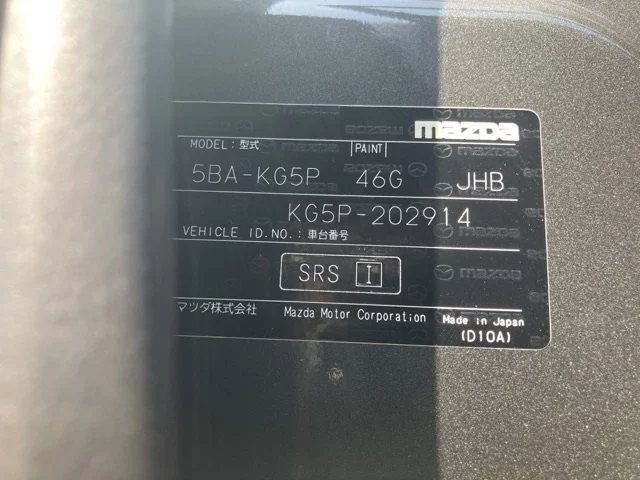 mazda
MODEL:型式 PAINT
5BA-KG5P 46G JHB
KG5P-202914
VEHICLE ID.NO.:車台番号
SRS I
マツダ株式会社 Mazda Motor Corporation Made in Japan
(D10A)